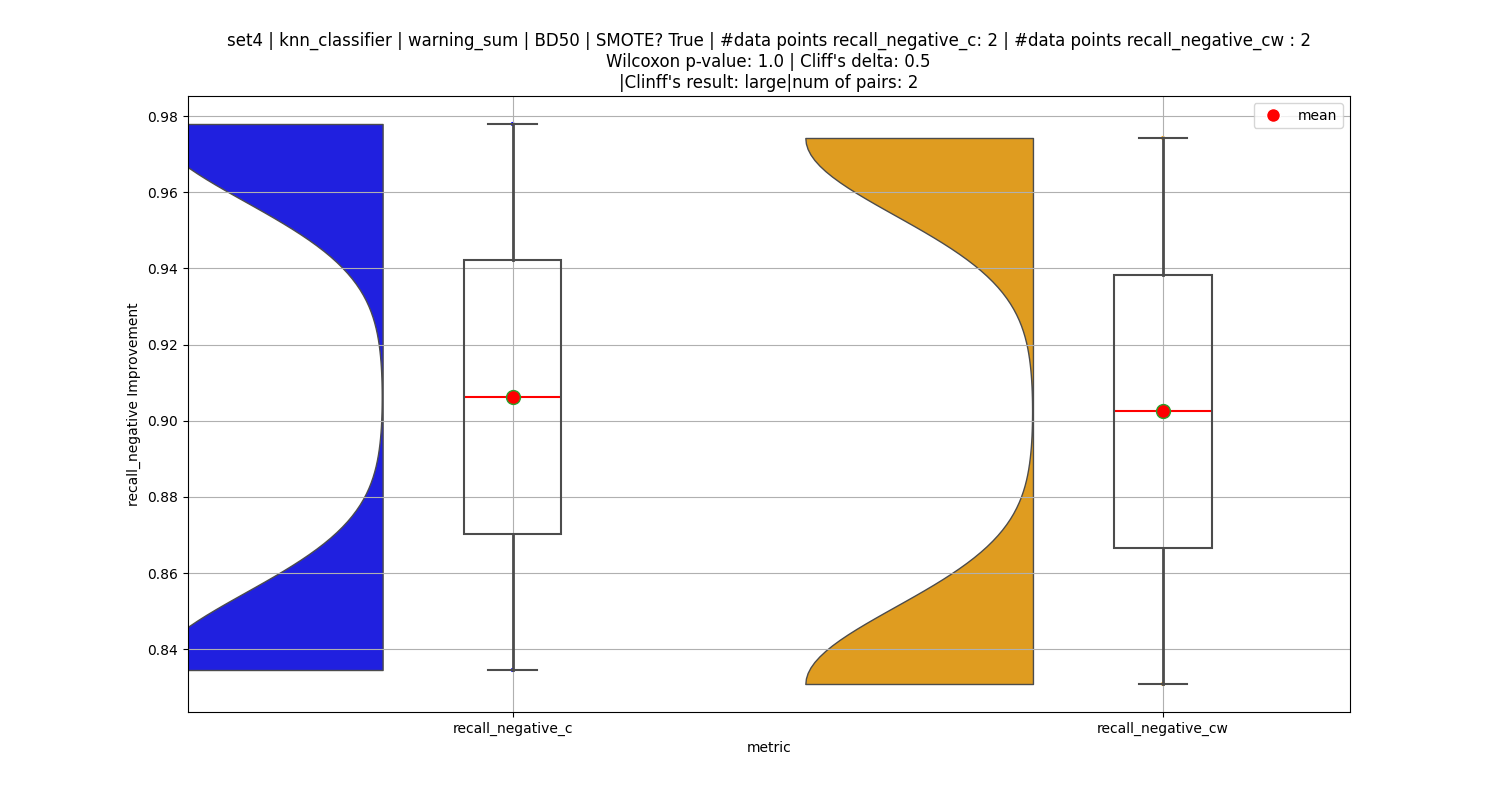 set4 | knn_classifier | warning_sum | BD50 | SMOTE? True | #data points recall_negative_c: 2 | #data points recall_negative_cw : 2
Wilcoxon p-value: 1.0 | Cliff's delta: 0.5
|Clinff's result: large|num of pairs: 2
mean
0.98
0.96
0.94
0.92
0.90
0.88
0.86
0.84
recall_negative Improvement
recall_negative_c
recall_negative_cw
metric